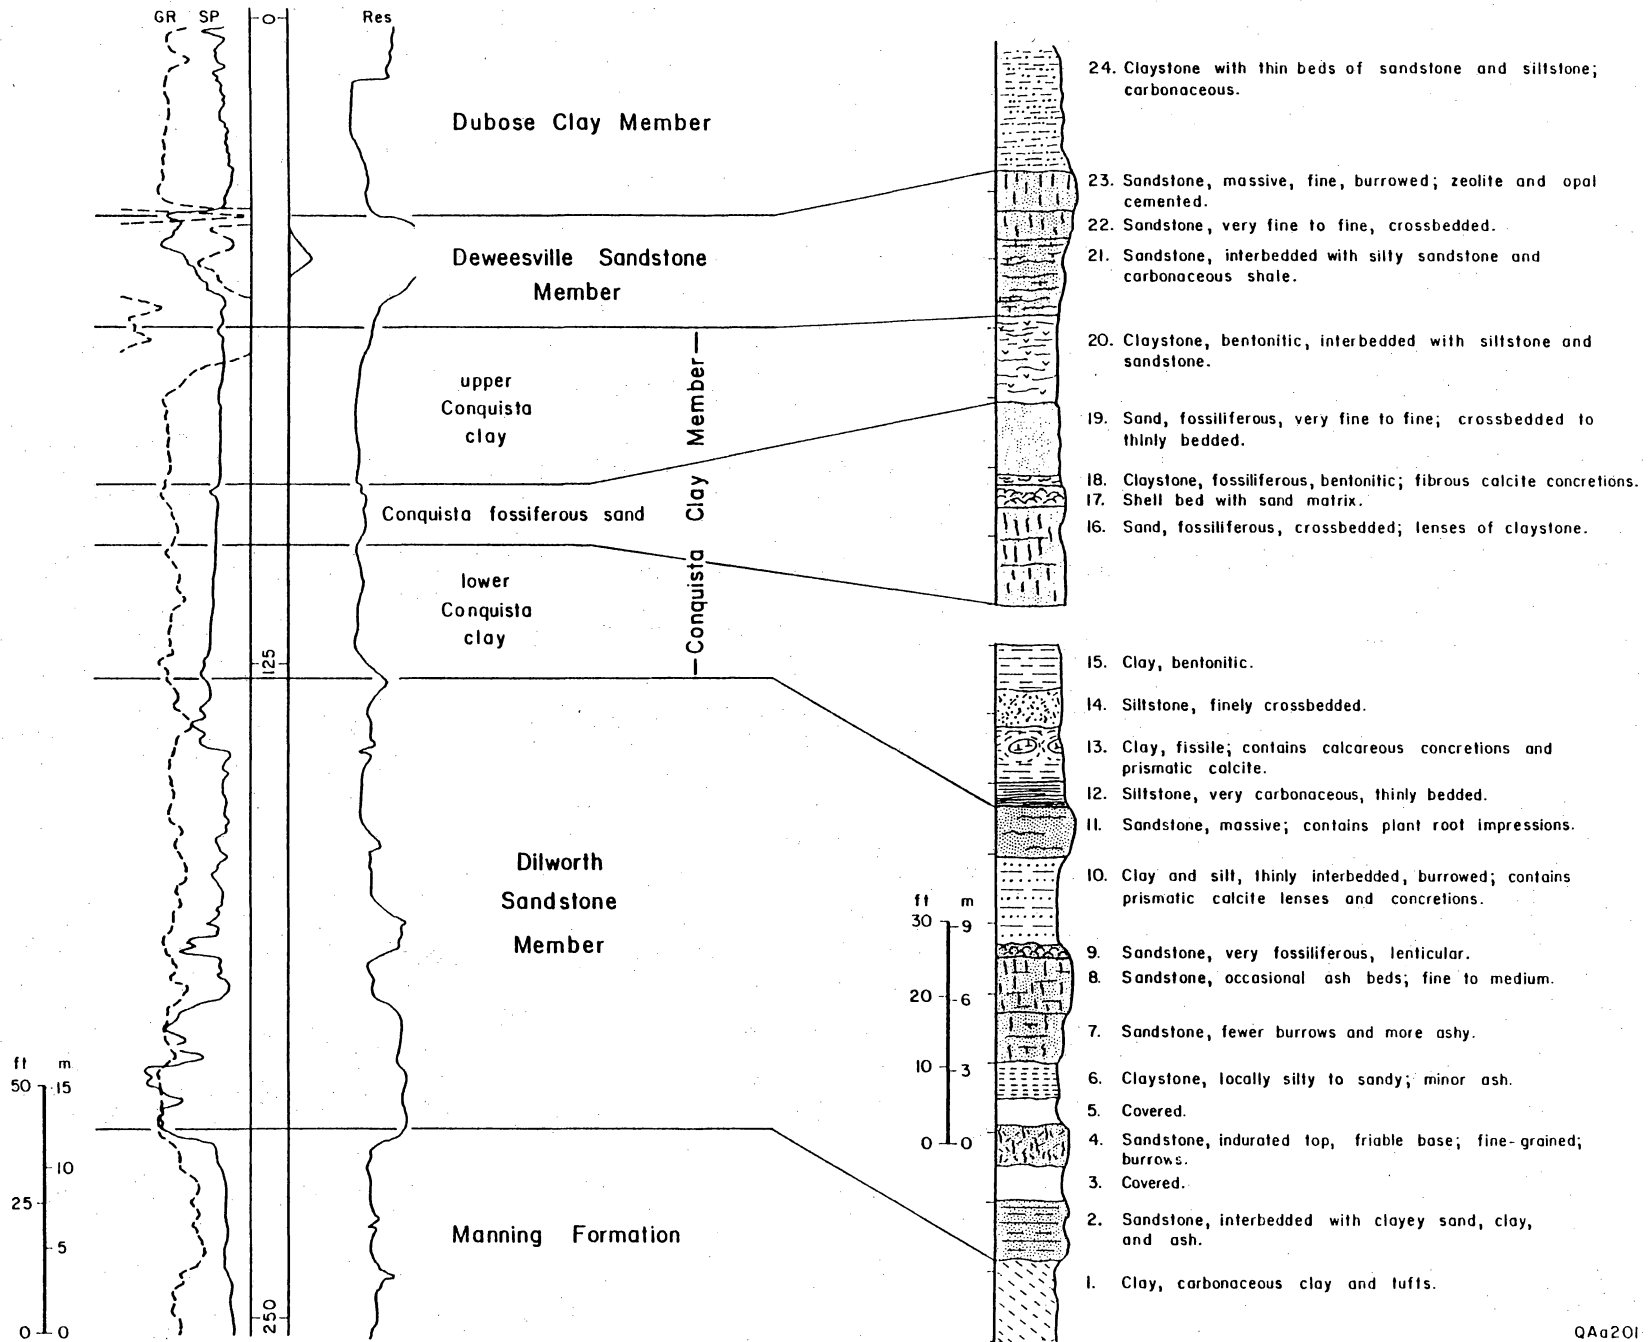 GR SP
0
Res
Dubose Clay Member
Deweesville Sandstone
Member
upper
Conquista
clay
Conquista fossiferous sand
lower
Conquista
clay
Conquista Clay Member
125
Dilworth
Sandstone
Member
Manning Formation
250
ft m
50 15
10
25
5
0 0
24. Claystone with thin beds of sandstone and siltstone;
carbonaceous.
23. Sandstone, massive, fine, burrowed; zeolite and opal
cemented.
22. Sandstone, very fine to fine, crossbedded.
21. Sandstone, interbedded with silty sandstone and
carbonaceous shale.
20. Claystone, bentonitic, interbedded with siltstone and
sandstone.
19. Sand, fossiliferous, very fine to fine; crossbedded to
thinly bedded.
18. Claystone, fossiliferous, bentonitic; fibrous calcite concretions.
17. Shell bed with sand matrix.
16. Sand, fossiliferous, crossbedded; lenses of claystone.
15. Clay, bentonitic.
14. Siltstone, finely crossbedded.
13. Clay, fissile; contains calcareous concretions and
prismatic calcite.
12. Siltstone, very carbonaceous, thinly bedded.
11. Sandstone, massive; contains plant root impressions.
10. Clay and silt, thinly interbedded, burrowed; contains
prismatic calcite lenses and concretions.
9. Sandstone, very fossiliferous, lenticular.
8. Sandstone, occasional ash beds; fine to medium.
7. Sandstone, fewer burrows and more ashy.
6. Claystone, locally silty to sandy; minor ash.
5. Covered.
4. Sandstone, indurated top, friable base; fine-grained;
burrows.
3. Covered.
2. Sandstone, interbedded with clayey sand, clay,
and ash.
1. Clay, carbonaceous clay and tufts.
ft m
30 9
20 6
10 3
0 0
QAa201